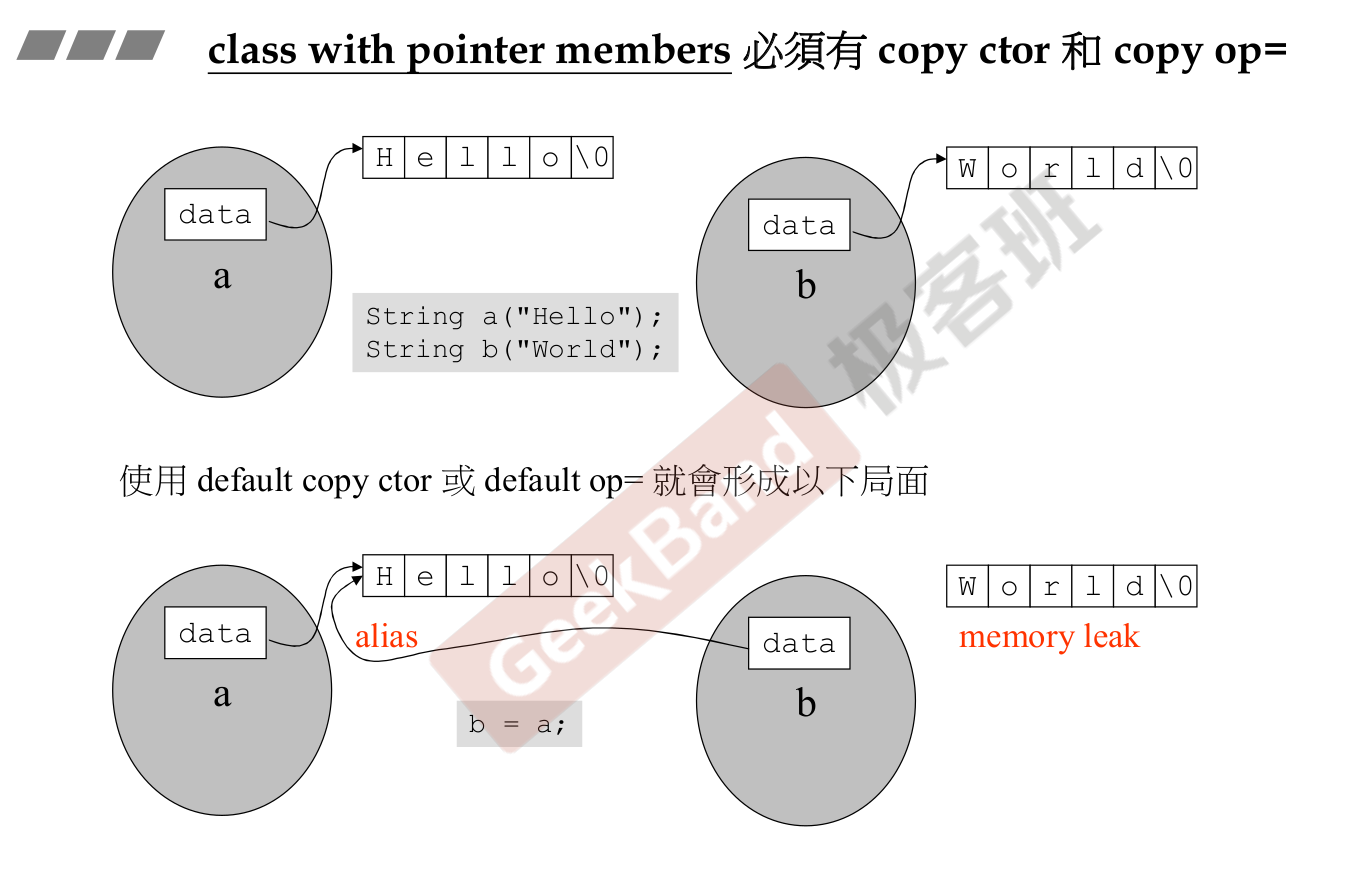 class with pointer members 必須有 copy ctor 和 copy op=
H e l l o \0
W o r l d \0
data
data
a
b
String a("Hello");
String b("World");
极客班
GeekBand
使用 default copy ctor 或 default op= 就會形成以下局面
H e l l o \0
W o r l d \0
data
alias
data
memory leak
a
b
b = a;